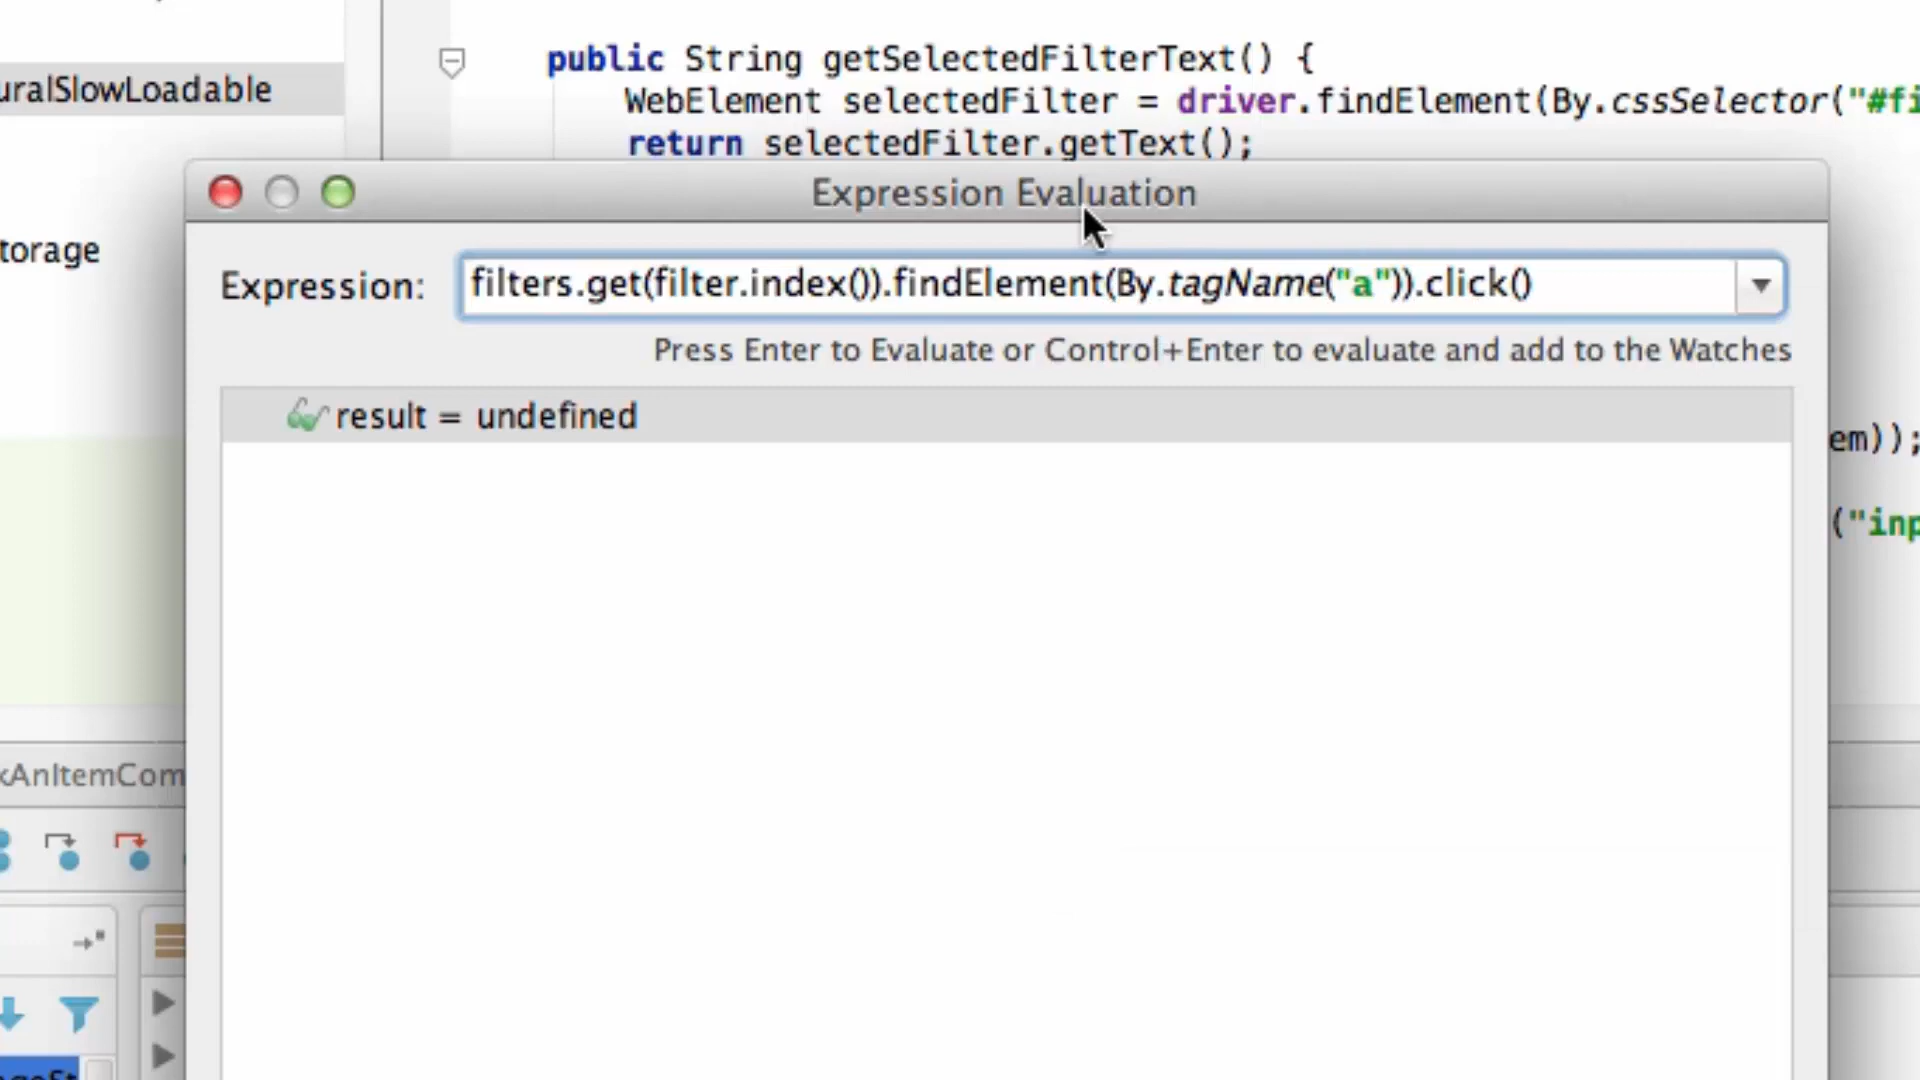 public String getSelectedFilterText() {
uralSlowLoadable
WebElement selectedFilter = driver.findElement(By.cssSelector("#fi
return selectedFilter.getText();
Expression Evaluation
torage
Expression: filters.get(filter.index()).findElement(By.tagName("a")).click()
Press Enter to Evaluate or Control+Enter to evaluate and add to the Watches
result = undefined
em));
("inp
kAnItemCom